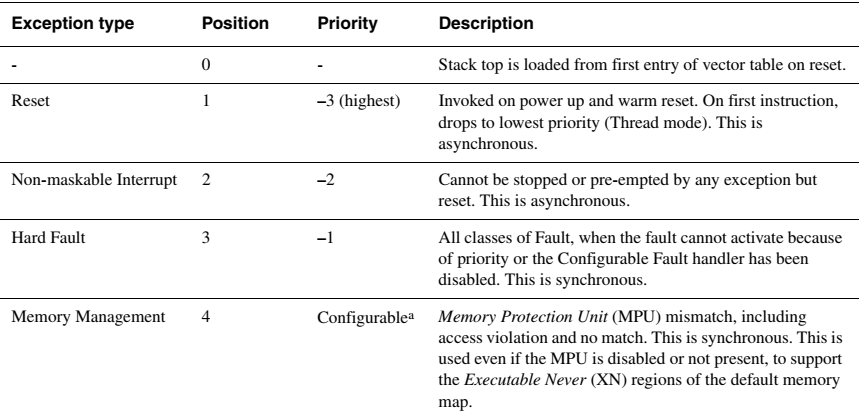 Exception type Position Priority Description
- 0 - Stack top is loaded from first entry of vector table on reset.
Reset 1 –3 (highest) Invoked on power up and warm reset. On first instruction,
drops to lowest priority (Thread mode). This is
asynchronous.
Non-maskable Interrupt 2 –2 Cannot be stopped or pre-empted by any exception but
reset. This is asynchronous.
Hard Fault 3 –1 All classes of Fault, when the fault cannot activate because
of priority or the Configurable Fault handler has been
disabled. This is synchronous.
Memory Management 4 Configurableᵃ Memory Protection Unit (MPU) mismatch, including
access violation and no match. This is synchronous. This is
used even if the MPU is disabled or not present, to support
the Executable Never (XN) regions of the default memory
map.